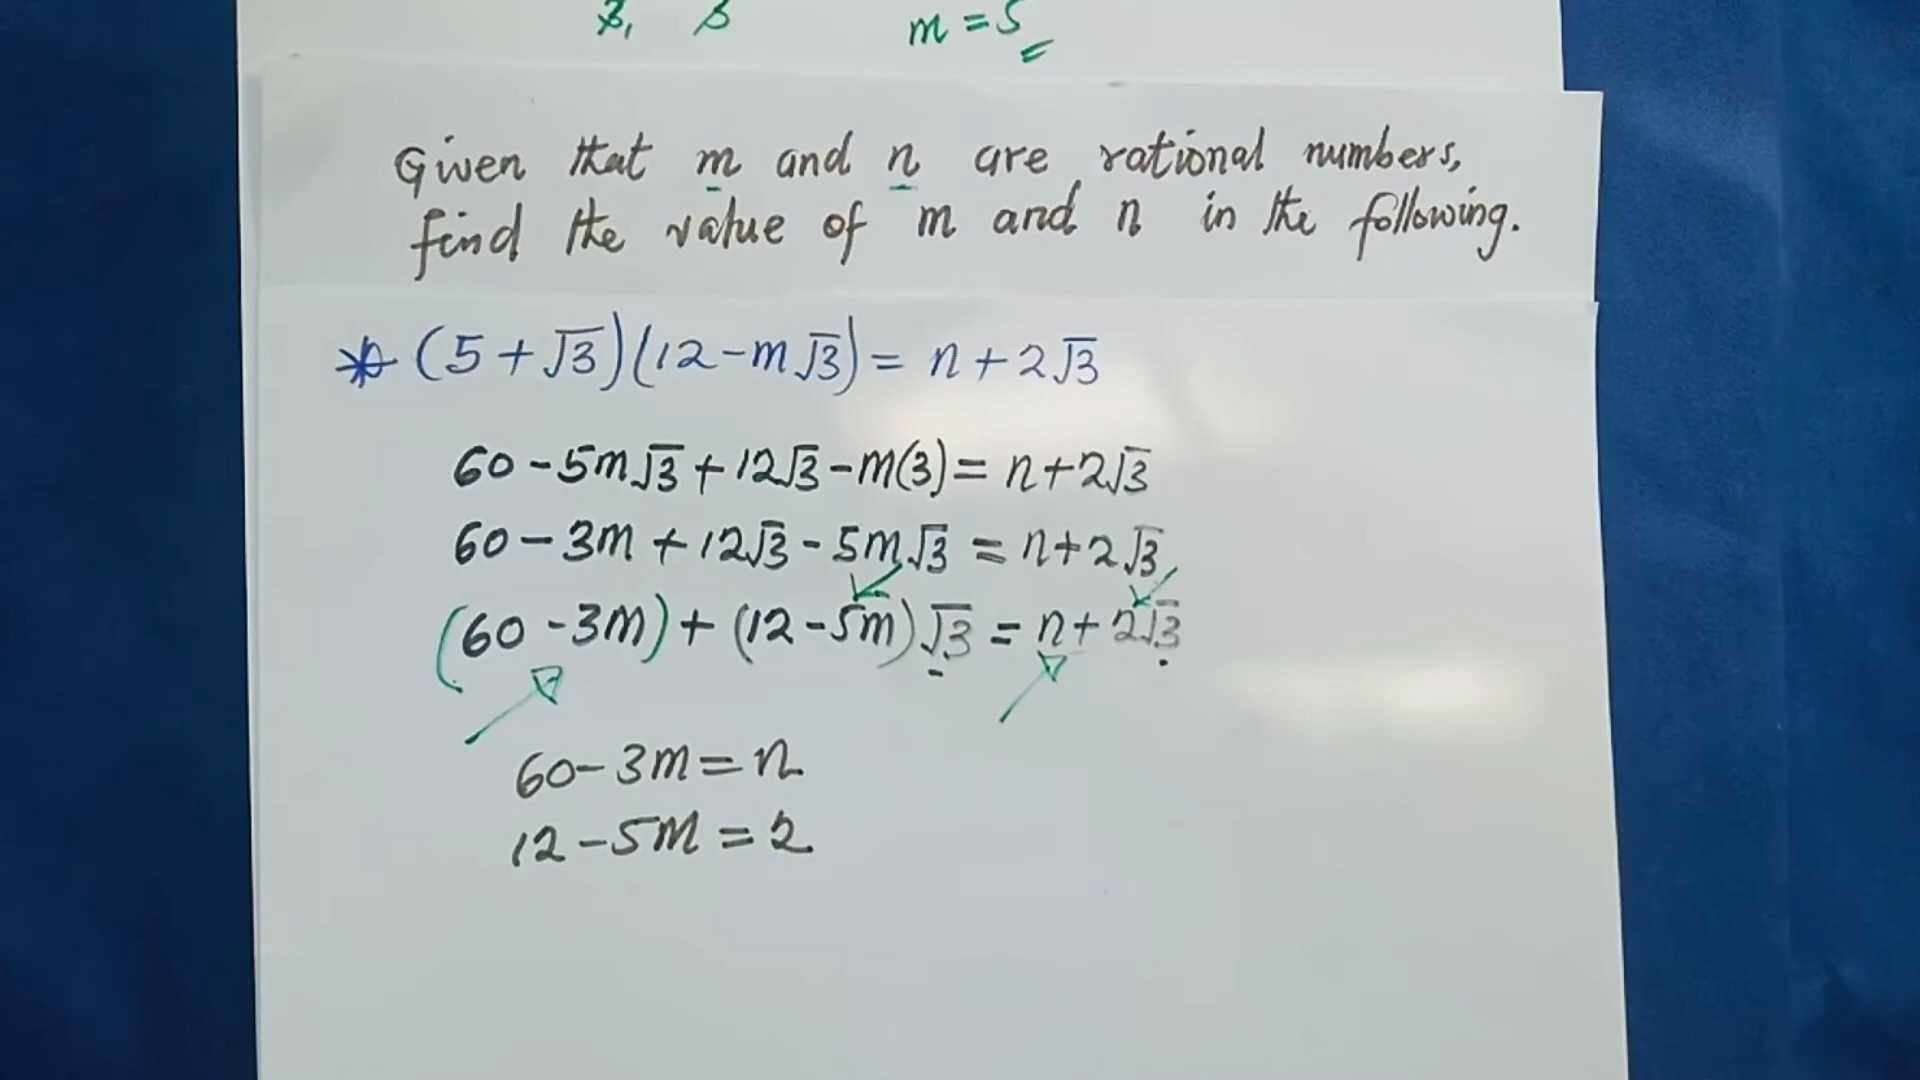 m = 5
Given that m and n are rational numbers,
find the value of m and n in the following.
* (5 + √3)(12 - m√3) = n + 2√3
60 - 5m√3 + 12√3 - m(3) = n + 2√3
60 - 3m + 12√3 - 5m√3 = n + 2√3
(60 - 3m) + (12 - 5m)√3 = n + 2√3
60 - 3m = n
12 - 5m = 2